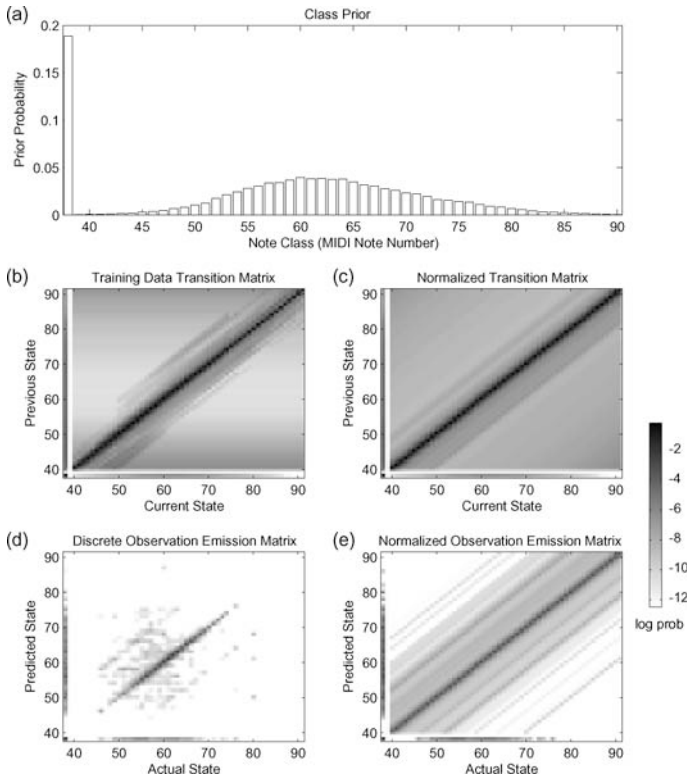 (a)
Class Prior
0.2
0.15
0.1
0.05
0
Prior Probability
40 45 50 55 60 65 70 75 80 85 90
Note Class (MIDI Note Number)
(b)
Training Data Transition Matrix
90
80
70
60
50
40
Previous State
40 50 60 70 80 90
Current State
(c)
Normalized Transition Matrix
90
80
70
60
50
40
Previous State
40 50 60 70 80 90
Current State
(d)
Discrete Observation Emission Matrix
90
80
70
60
50
40
Predicted State
40 50 60 70 80 90
Actual State
(e)
Normalized Observation Emission Matrix
90
80
70
60
50
40
Predicted State
40 50 60 70 80 90
Actual State
-2
-4
-6
-8
-10
-12
log prob